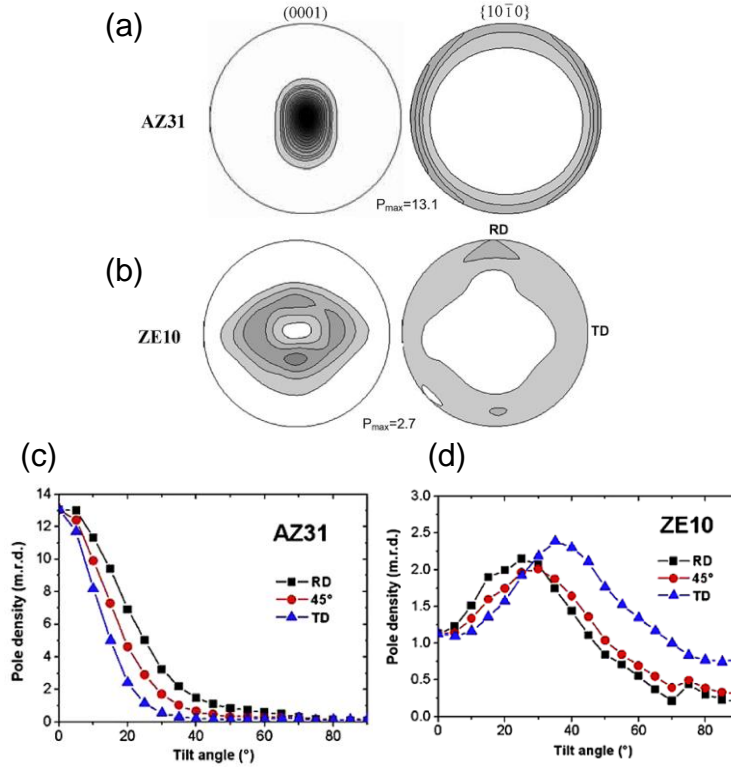 (a)
(0001)
{101̄0}
AZ31
Pmax=13.1
(b)
RD
ZE10
TD
Pmax=2.7
(c)
(d)
14
12
10
8
6
4
2
0
Pole density (m.r.d.)
AZ31
RD
45°
TD
0
20
40
60
80
Tilt angle (°)
3.0
2.5
2.0
1.5
1.0
0.5
0.0
Pole density (m.r.d.)
ZE10
RD
45°
TD
0
20
40
60
80
Tilt angle (°)